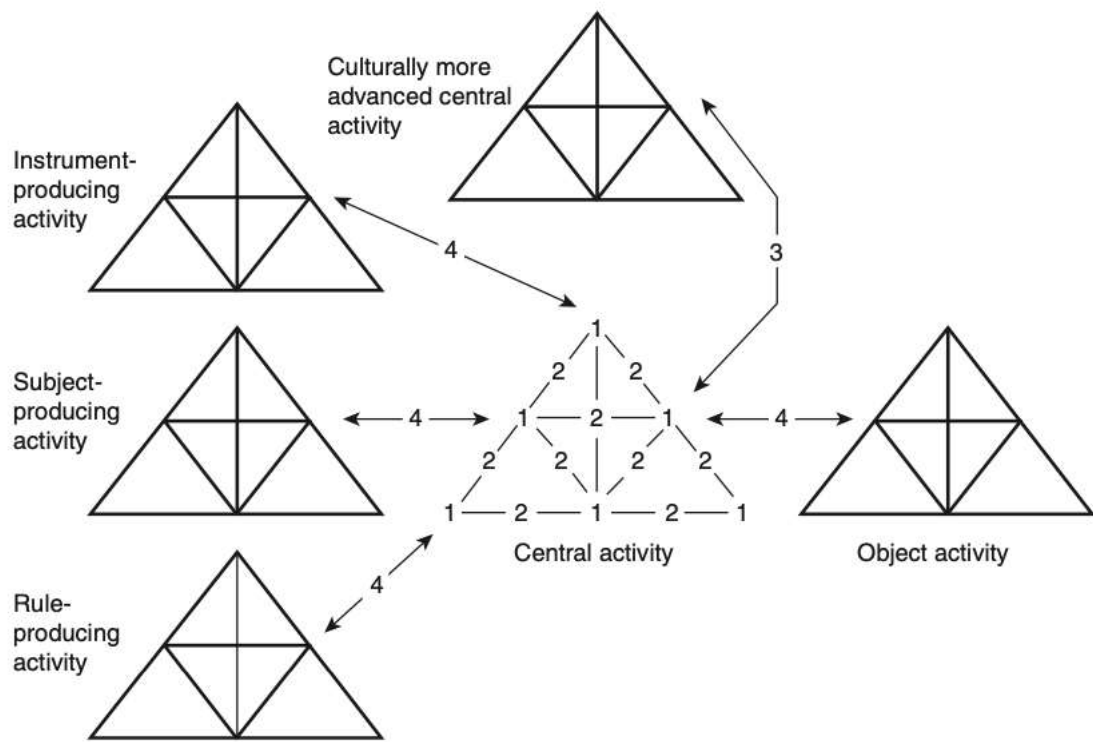 Culturally more
advanced central
activity
Instrument-
producing
activity
3
4
1
2 2
Subject-
producing
activity
4
1 2 1
4
2 2 2 2
1 2 1 2 1
Central activity
Object activity
4
Rule-
producing
activity